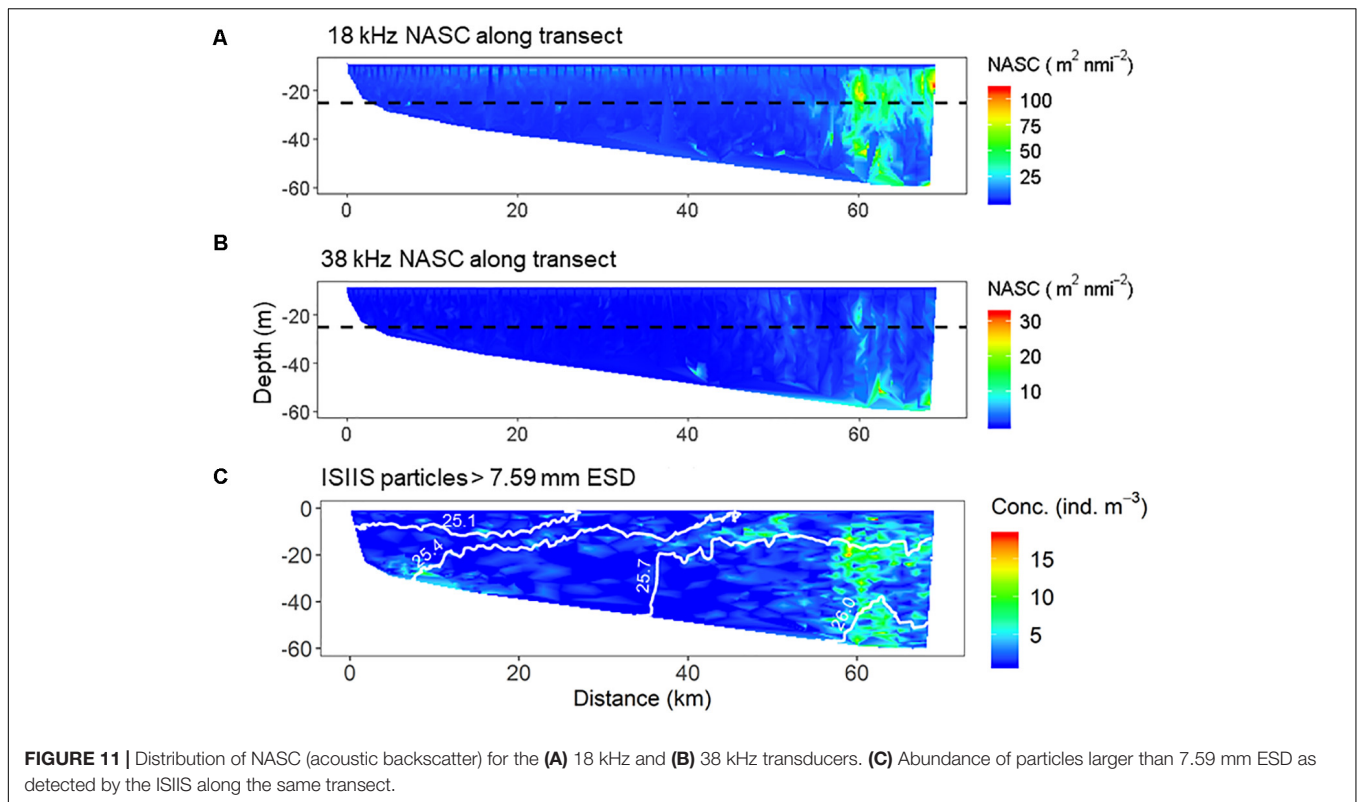 A
18 kHz NASC along transect
NASC ( m² nmi⁻²)
-20
-40
-60
0 20 40 60
100
75
50
25
B
38 kHz NASC along transect
NASC ( m² nmi⁻²)
Depth (m)
-20
-40
-60
0 20 40 60
30
20
10
C
ISIIS particles > 7.59 mm ESD
Conc. (ind. m⁻³)
0
-20
-40
-60
25.1
25.4
25.7
26.0
0 20 40 60
Distance (km)
15
10
5
FIGURE 11 | Distribution of NASC (acoustic backscatter) for the (A) 18 kHz and (B) 38 kHz transducers. (C) Abundance of particles larger than 7.59 mm ESD as
detected by the ISIIS along the same transect.